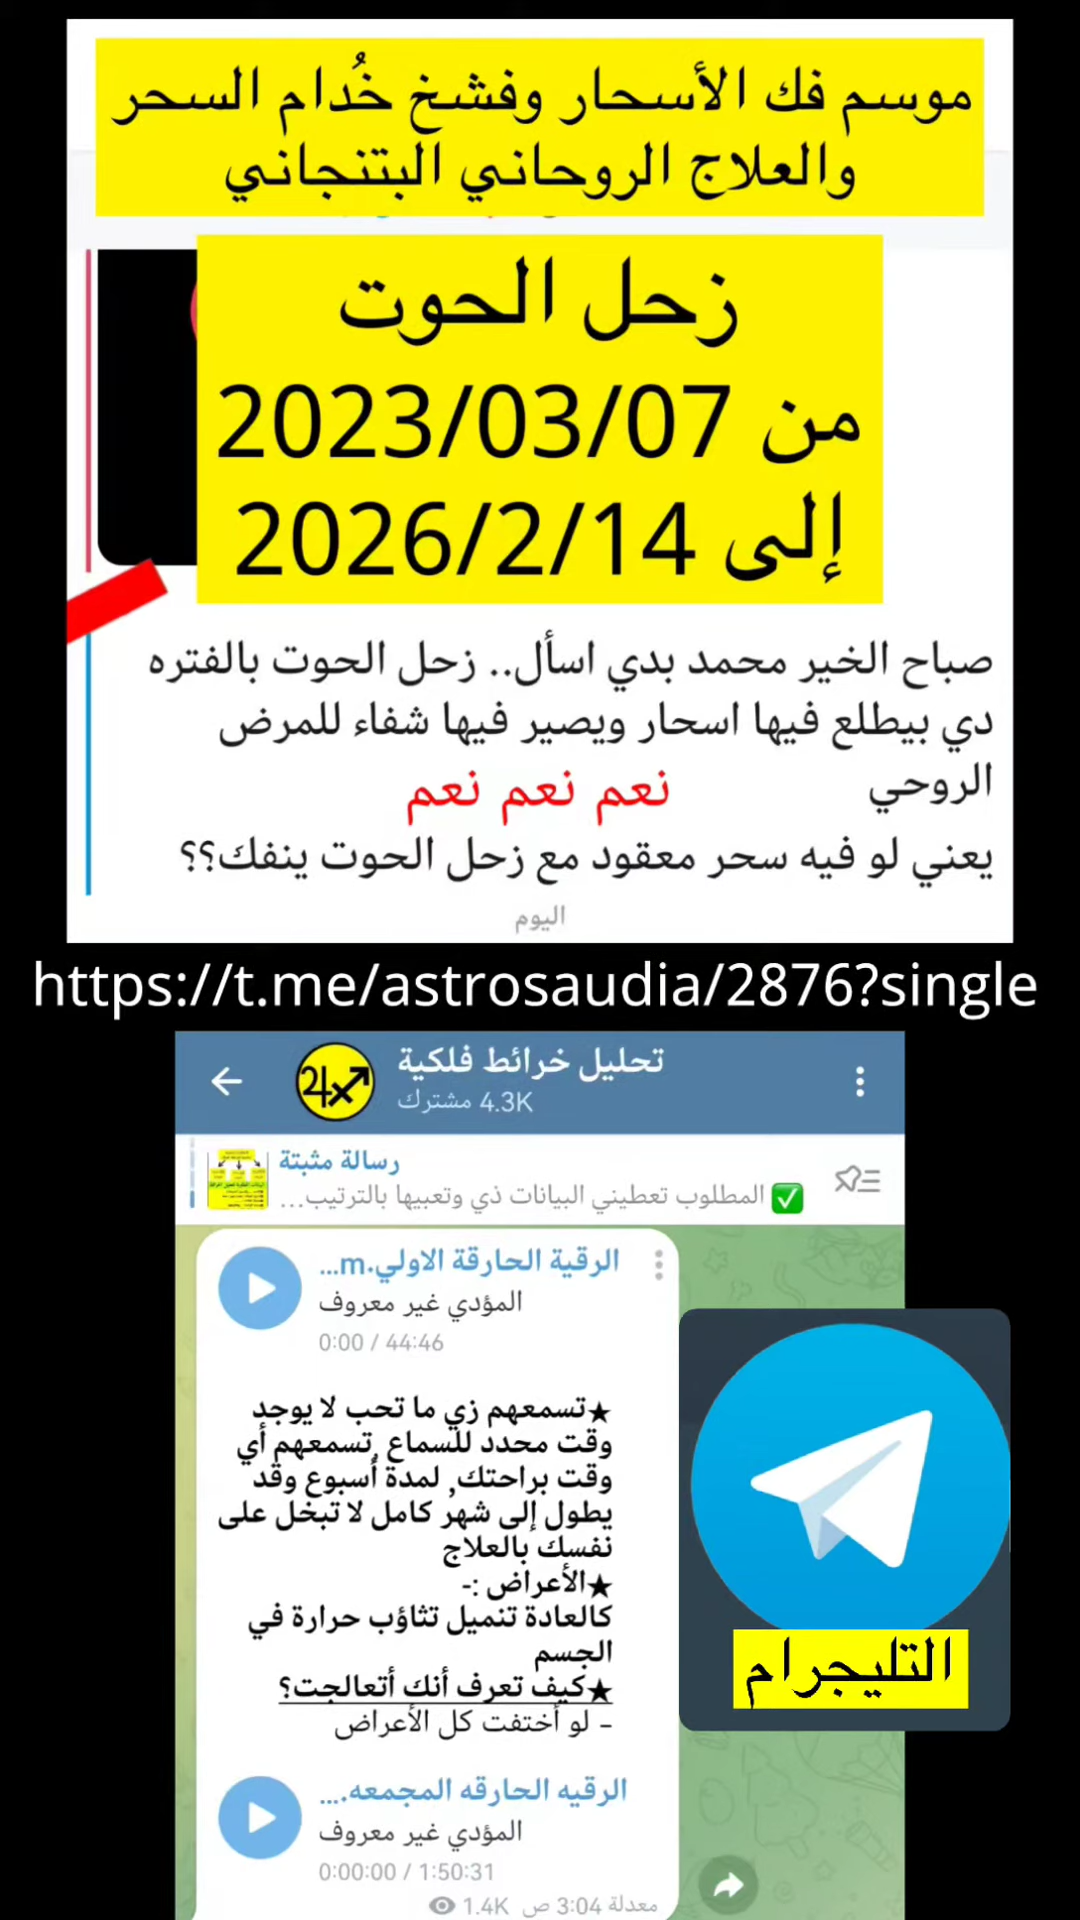 موسم فك الأسحار وفشخ خُدام السحر
والعلاج الروحاني البتنجاني
زحل الحوت
من 2023/03/07
إلى 2026/2/14
صباح الخير محمد بدي اسأل.. زحل الحوت بالفتره
دي بيطلع فيها اسحار ويصير فيها شفاء للمرض
الروحي
نعم نعم نعم
يعني لو فيه سحر معقود مع زحل الحوت ينفك؟؟
اليوم
https://t.me/astrosaudia/2876?single
تحليل خرائط فلكية
4.3K مشترك
رسالة مثبتة
✅ المطلوب تعطيني البيانات ذي وتعبيها بالترتيب...
الرقية الحارقة الاولي.m...
المؤدي غير معروف
0:00 / 44:46
★تسمعهم زي ما تحب لا يوجد
وقت محدد للسماع ,تسمعهم أي
وقت براحتك, لمدة أسبوع وقد
يطول إلى شهر كامل لا تبخل على
نفسك بالعلاج
★الأعراض :-
كالعادة تنميل تثاؤب حرارة في
الجسم
★كيف تعرف أنك أتعالجت؟
- لو أختفت كل الأعراض
التليجرام
الرقيه الحارقه المجمعه....
المؤدي غير معروف
0:00:00 / 1:50:31
1.4K معدلة 3:04 ص